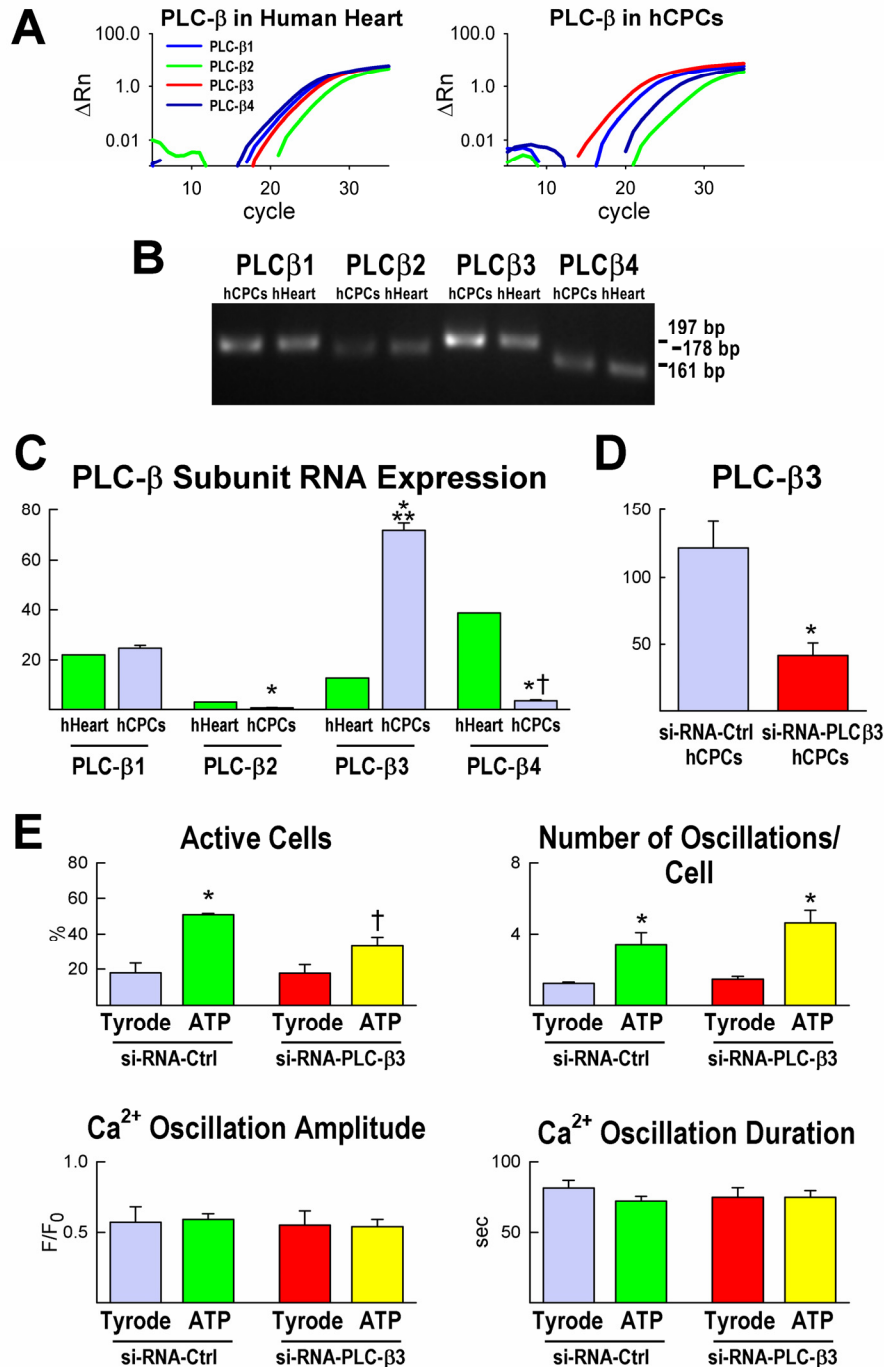 A
PLC-β in Human Heart
PLC-β in hCPCs
100.0
1.0
0.01
ΔRn
PLC-β1
PLC-β2
PLC-β3
PLC-β4
10 20 30
cycle
100.0
1.0
0.01
ΔRn
10 20 30
cycle
B
PLCβ1 PLCβ2 PLCβ3 PLCβ4
hCPCs hHeart hCPCs hHeart hCPCs hHeart hCPCs hHeart
197 bp
178 bp
161 bp
C
PLC-β Subunit RNA Expression
80
60
40
20
*
*
**
*†
hHeart hCPCs hHeart hCPCs hHeart hCPCs hHeart hCPCs
PLC-β1 PLC-β2 PLC-β3 PLC-β4
D
PLC-β3
150
100
50
*
si-RNA-Ctrl si-RNA-PLCβ3
hCPCs hCPCs
E
Active Cells
80
60
40
20
%
*
†
Tyrode ATP Tyrode ATP
si-RNA-Ctrl si-RNA-PLC-β3
Number of Oscillations/
Cell
8
4
*
*
Tyrode ATP Tyrode ATP
si-RNA-Ctrl si-RNA-PLC-β3
Ca²⁺ Oscillation Amplitude
1.0
0.5
F/F₀
Tyrode ATP Tyrode ATP
si-RNA-Ctrl si-RNA-PLC-β3
Ca²⁺ Oscillation Duration
100
50
sec
Tyrode ATP Tyrode ATP
si-RNA-Ctrl si-RNA-PLC-β3